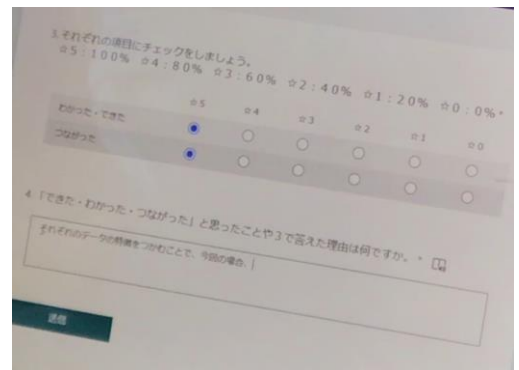 3.それぞれの項目にチェックをしましょう。
☆5:100% ☆4:80% ☆3:60% ☆2:40% ☆1:20% ☆0:0% *
☆5 ☆4 ☆3 ☆2 ☆1 ☆0
わかった・できた
つながった
4.「できた・わかった・つながった」と思ったことや3で答えた理由は何ですか。 *
それぞれのデータの特徴をつかむことで、今回の場合、
送信